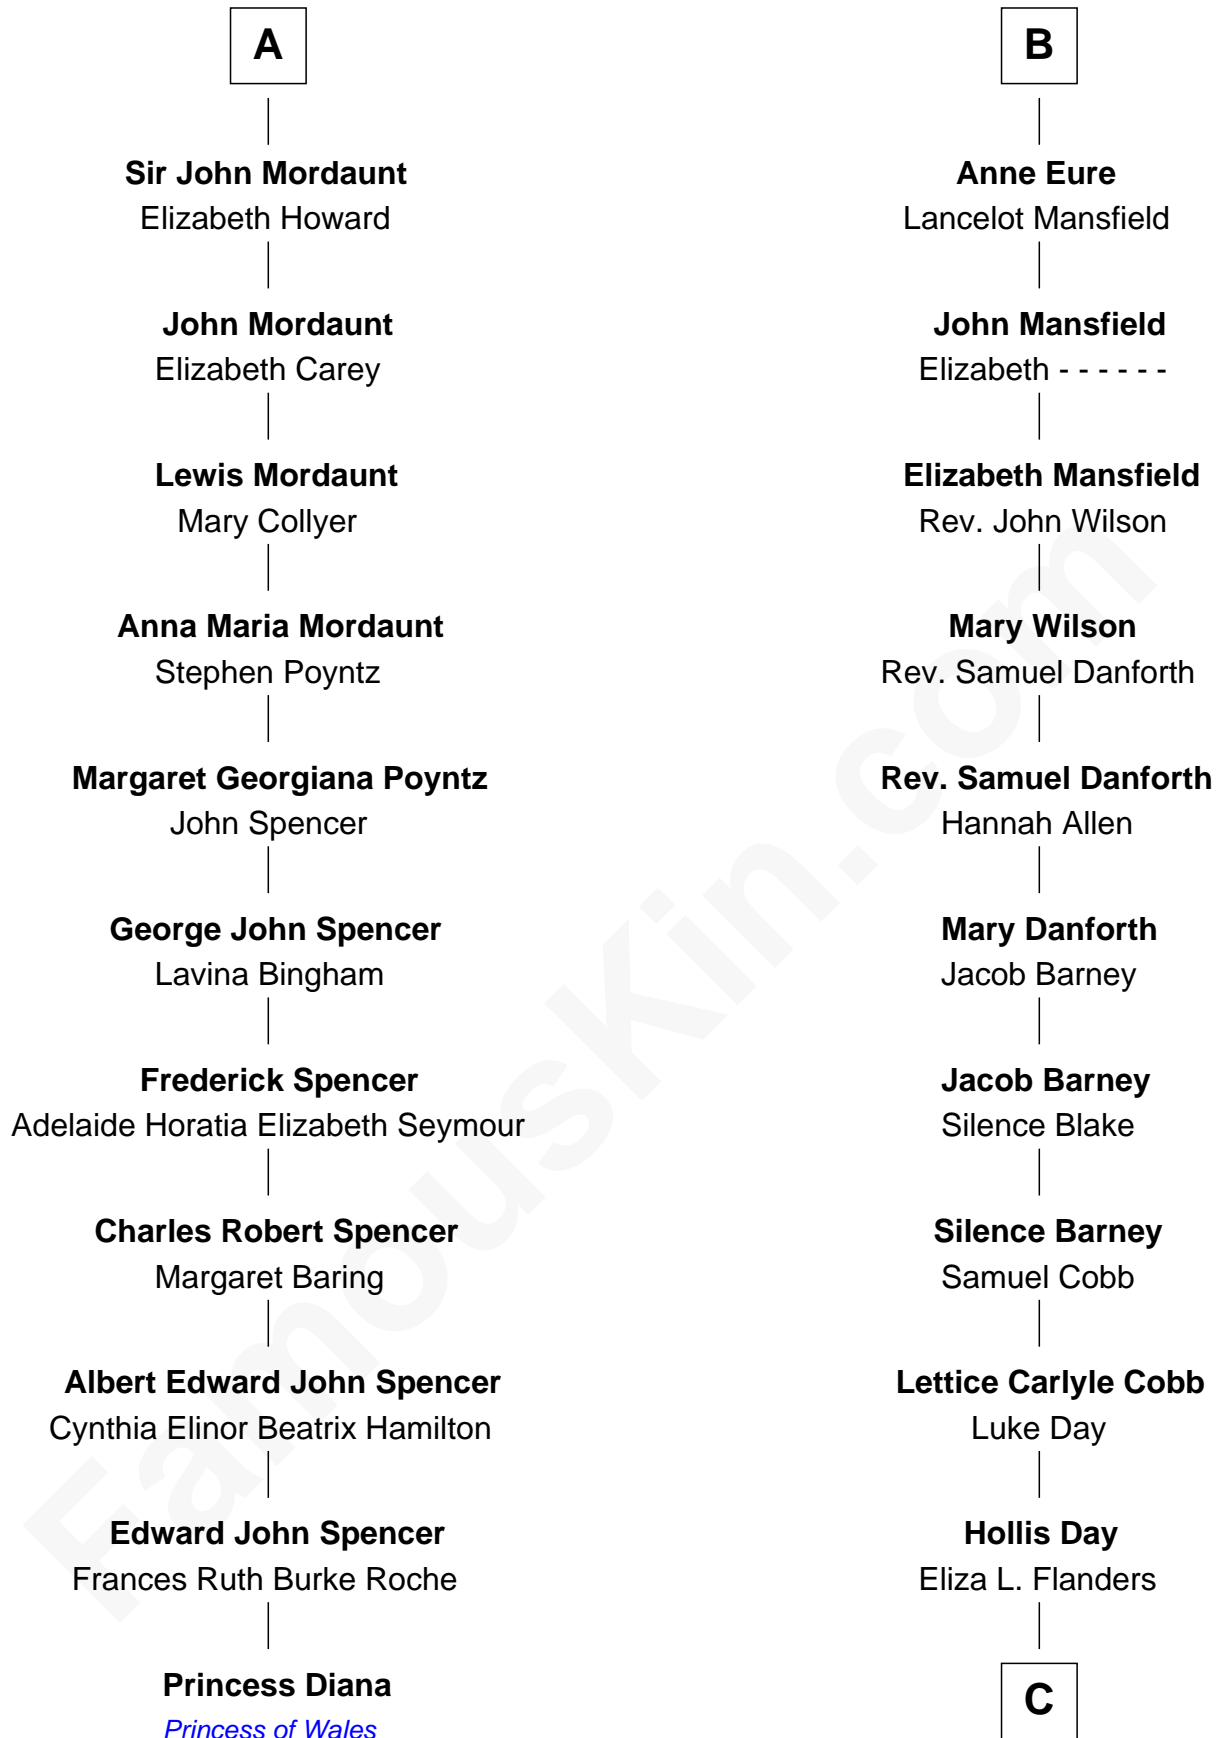 A
Sir John Mordaunt
Elizabeth Howard
John Mordaunt
Elizabeth Carey
Lewis Mordaunt
Mary Collyer
Anna Maria Mordaunt
Stephen Poyntz
Margaret Georgiana Poyntz
John Spencer
George John Spencer
Lavina Bingham
Frederick Spencer
Adelaide Horatia Elizabeth Seymour
Charles Robert Spencer
Margaret Baring
Albert Edward John Spencer
Cynthia Elinor Beatrix Hamilton
Edward John Spencer
Frances Ruth Burke Roche
Princess Diana
Princess of Wales
B
Anne Eure
Lancelot Mansfield
John Mansfield
Elizabeth - - - - - -
Elizabeth Mansfield
Rev. John Wilson
Mary Wilson
Rev. Samuel Danforth
Rev. Samuel Danforth
Hannah Allen
Mary Danforth
Jacob Barney
Jacob Barney
Silence Blake
Silence Barney
Samuel Cobb
Lettice Carlyle Cobb
Luke Day
Hollis Day
Eliza L. Flanders
C
FamousKin.com